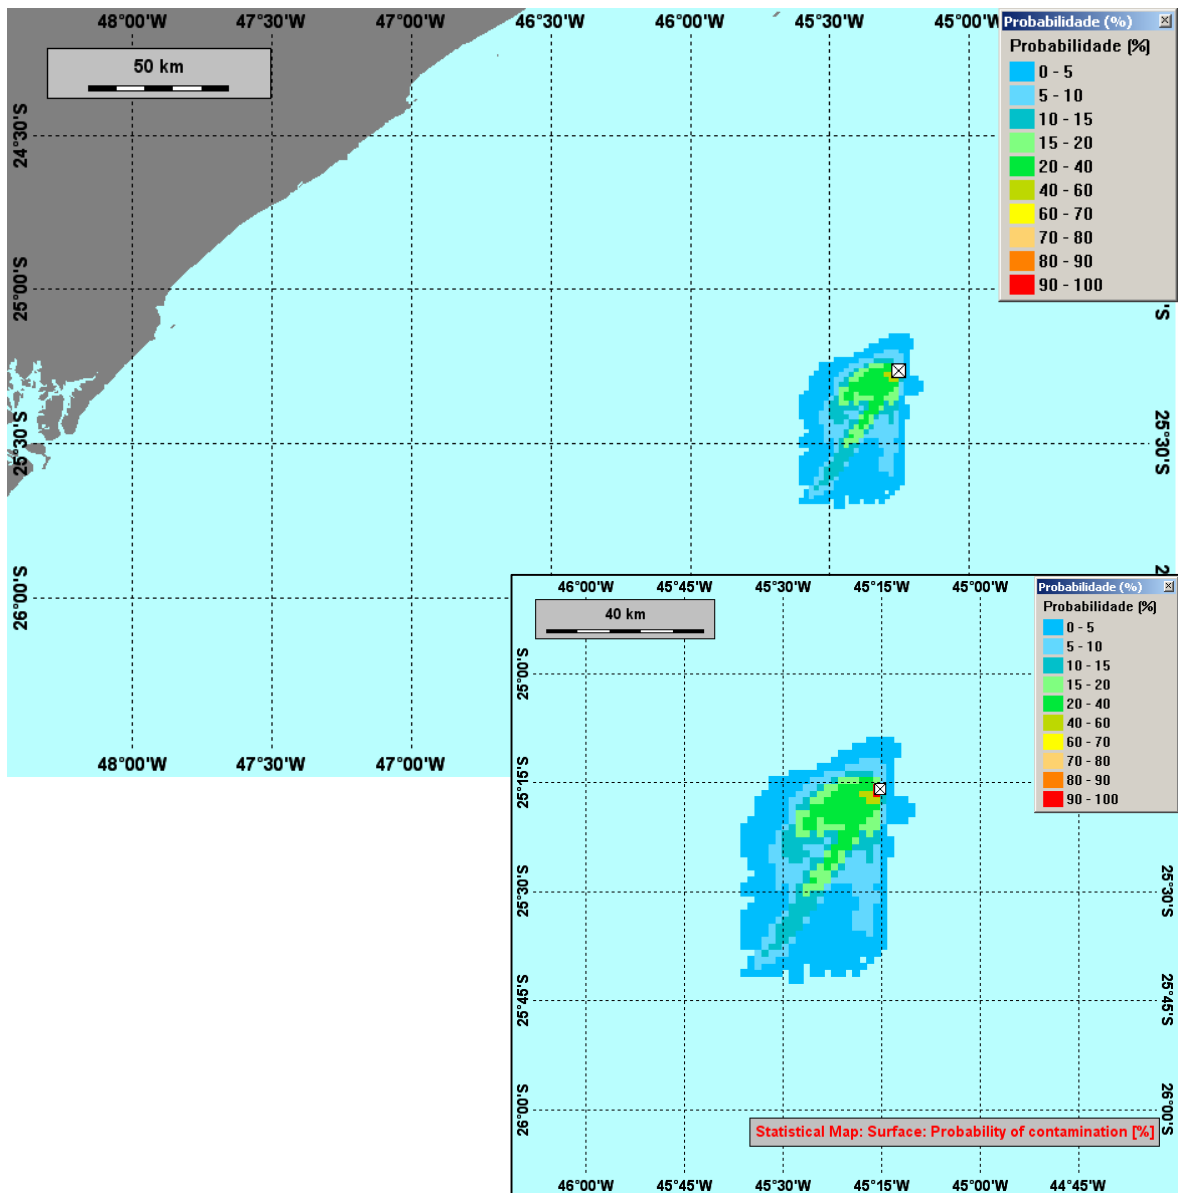 48°00'W 47°30'W 47°00'W 46°30'W 46°00'W 45°30'W 45°00'W
50 km
Probabilidade (%)
Probabilidade (%)
0 - 5
5 - 10
10 - 15
15 - 20
20 - 40
40 - 60
60 - 70
70 - 80
80 - 90
90 - 100
24°30'S
25°00'S
'S
25°30'S
25°30'S
26°00'S
2
48°00'W 47°30'W 47°00'W
46°00'W 45°45'W 45°30'W 45°15'W 45°00'W
40 km
Probabilidade (%)
Probabilidade (%)
0 - 5
5 - 10
10 - 15
15 - 20
20 - 40
40 - 60
60 - 70
70 - 80
80 - 90
90 - 100
25°00'S
25°15'S
25°30'S
25°30'S
25°45'S
25°45'S
26°00'S
26°00'S
Statistical Map: Surface: Probability of contamination [%]
46°00'W 45°45'W 45°30'W 45°15'W 45°00'W 44°45'W